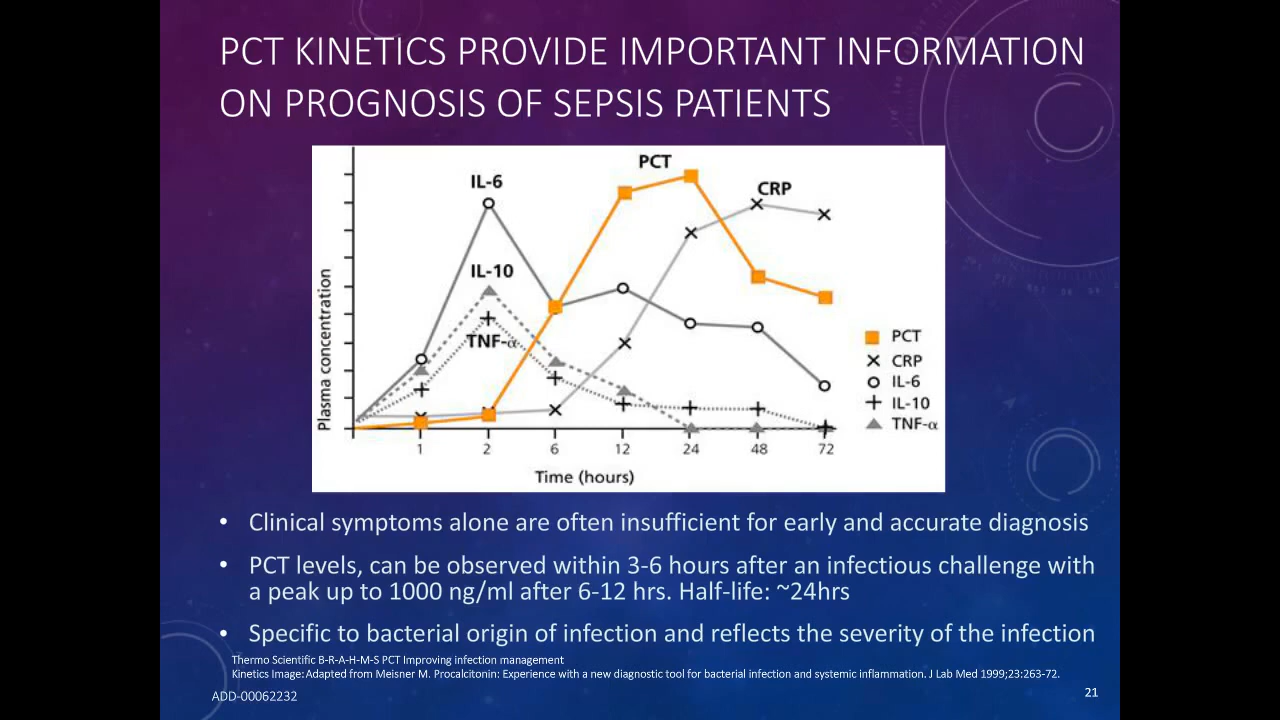 PCT KINETICS PROVIDE IMPORTANT INFORMATION
ON PROGNOSIS OF SEPSIS PATIENTS
PCT
IL-6
CRP
IL-10
TNF-α
Plasma concentration
PCT
CRP
IL-6
IL-10
TNF-α
1 2 6 12 24 48 72
Time (hours)
• Clinical symptoms alone are often insufficient for early and accurate diagnosis
• PCT levels, can be observed within 3-6 hours after an infectious challenge with
a peak up to 1000 ng/ml after 6-12 hrs. Half-life: ~24hrs
• Specific to bacterial origin of infection and reflects the severity of the infection
Thermo Scientific B-R-A-H-M-S PCT Improving infection management
Kinetics Image: Adapted from Meisner M. Procalcitonin: Experience with a new diagnostic tool for bacterial infection and systemic inflammation. J Lab Med 1999;23:263-72.
ADD-00062232
21